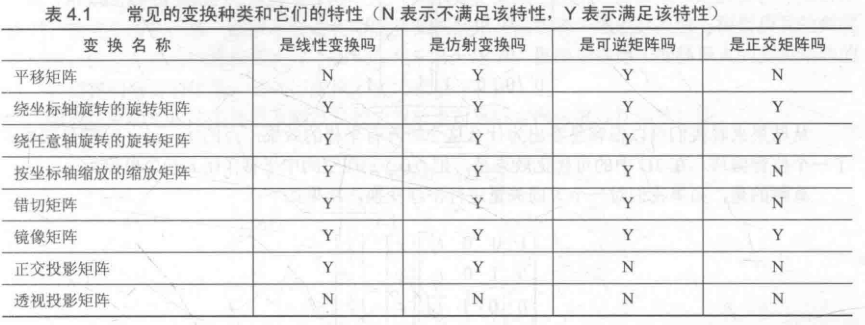 表 4.1 常见的变换种类和它们的特性（N 表示不满足该特性，Y 表示满足该特性）
变 换 名 称 是线性变换吗 是仿射变换吗 是可逆矩阵吗 是正交矩阵吗
平移矩阵 N Y Y N
绕坐标轴旋转的旋转矩阵 Y Y Y Y
绕任意轴旋转的旋转矩阵 Y Y Y Y
按坐标轴缩放的缩放矩阵 Y Y Y N
错切矩阵 Y Y Y N
镜像矩阵 Y Y Y Y
正交投影矩阵 Y Y N N
透视投影矩阵 N N N N